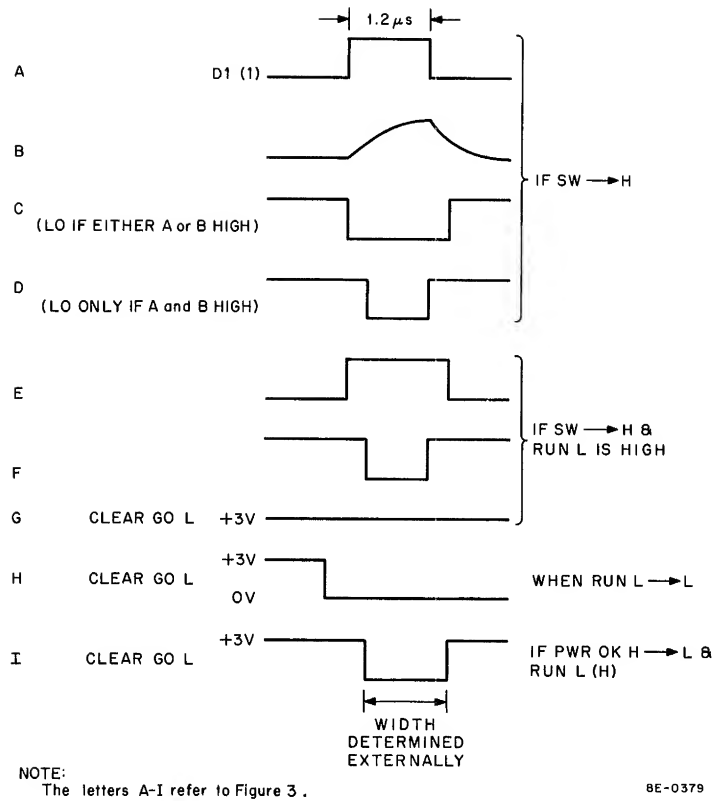 1.2 μs
A D1 (1)
B
IF SW → H
C
(LO IF EITHER A or B HIGH)
D
(LO ONLY IF A and B HIGH)
E
IF SW → H &
RUN L IS HIGH
F
G CLEAR GO L +3V
+3V
H CLEAR GO L WHEN RUN L → L
0V
+3V
I CLEAR GO L IF PWR OK H → L &
RUN L (H)
WIDTH
DETERMINED
EXTERNALLY
NOTE:
The letters A-I refer to Figure 3.
8E-0379